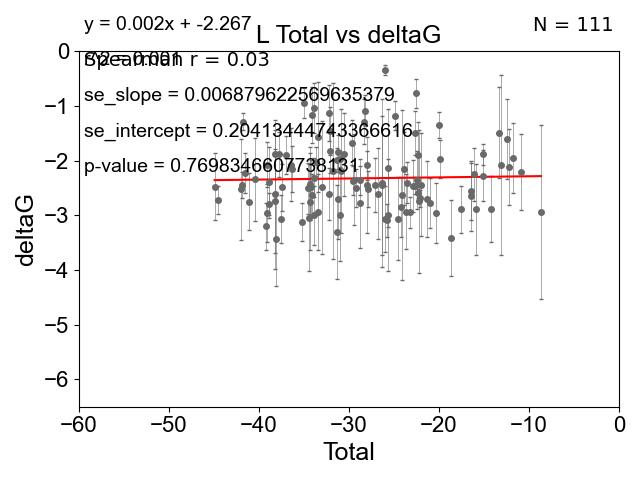 y = 0.002x + -2.267
N = 111
L Total vs deltaG
Spearman r = 0.03
se_slope = 0.006879622569635379
se_intercept = 0.20413444743366616
p-value = 0.7698346607738131
deltaG
0
−1
−2
−3
−4
−5
−6
−60
−50
−40
−30
−20
−10
0
Total